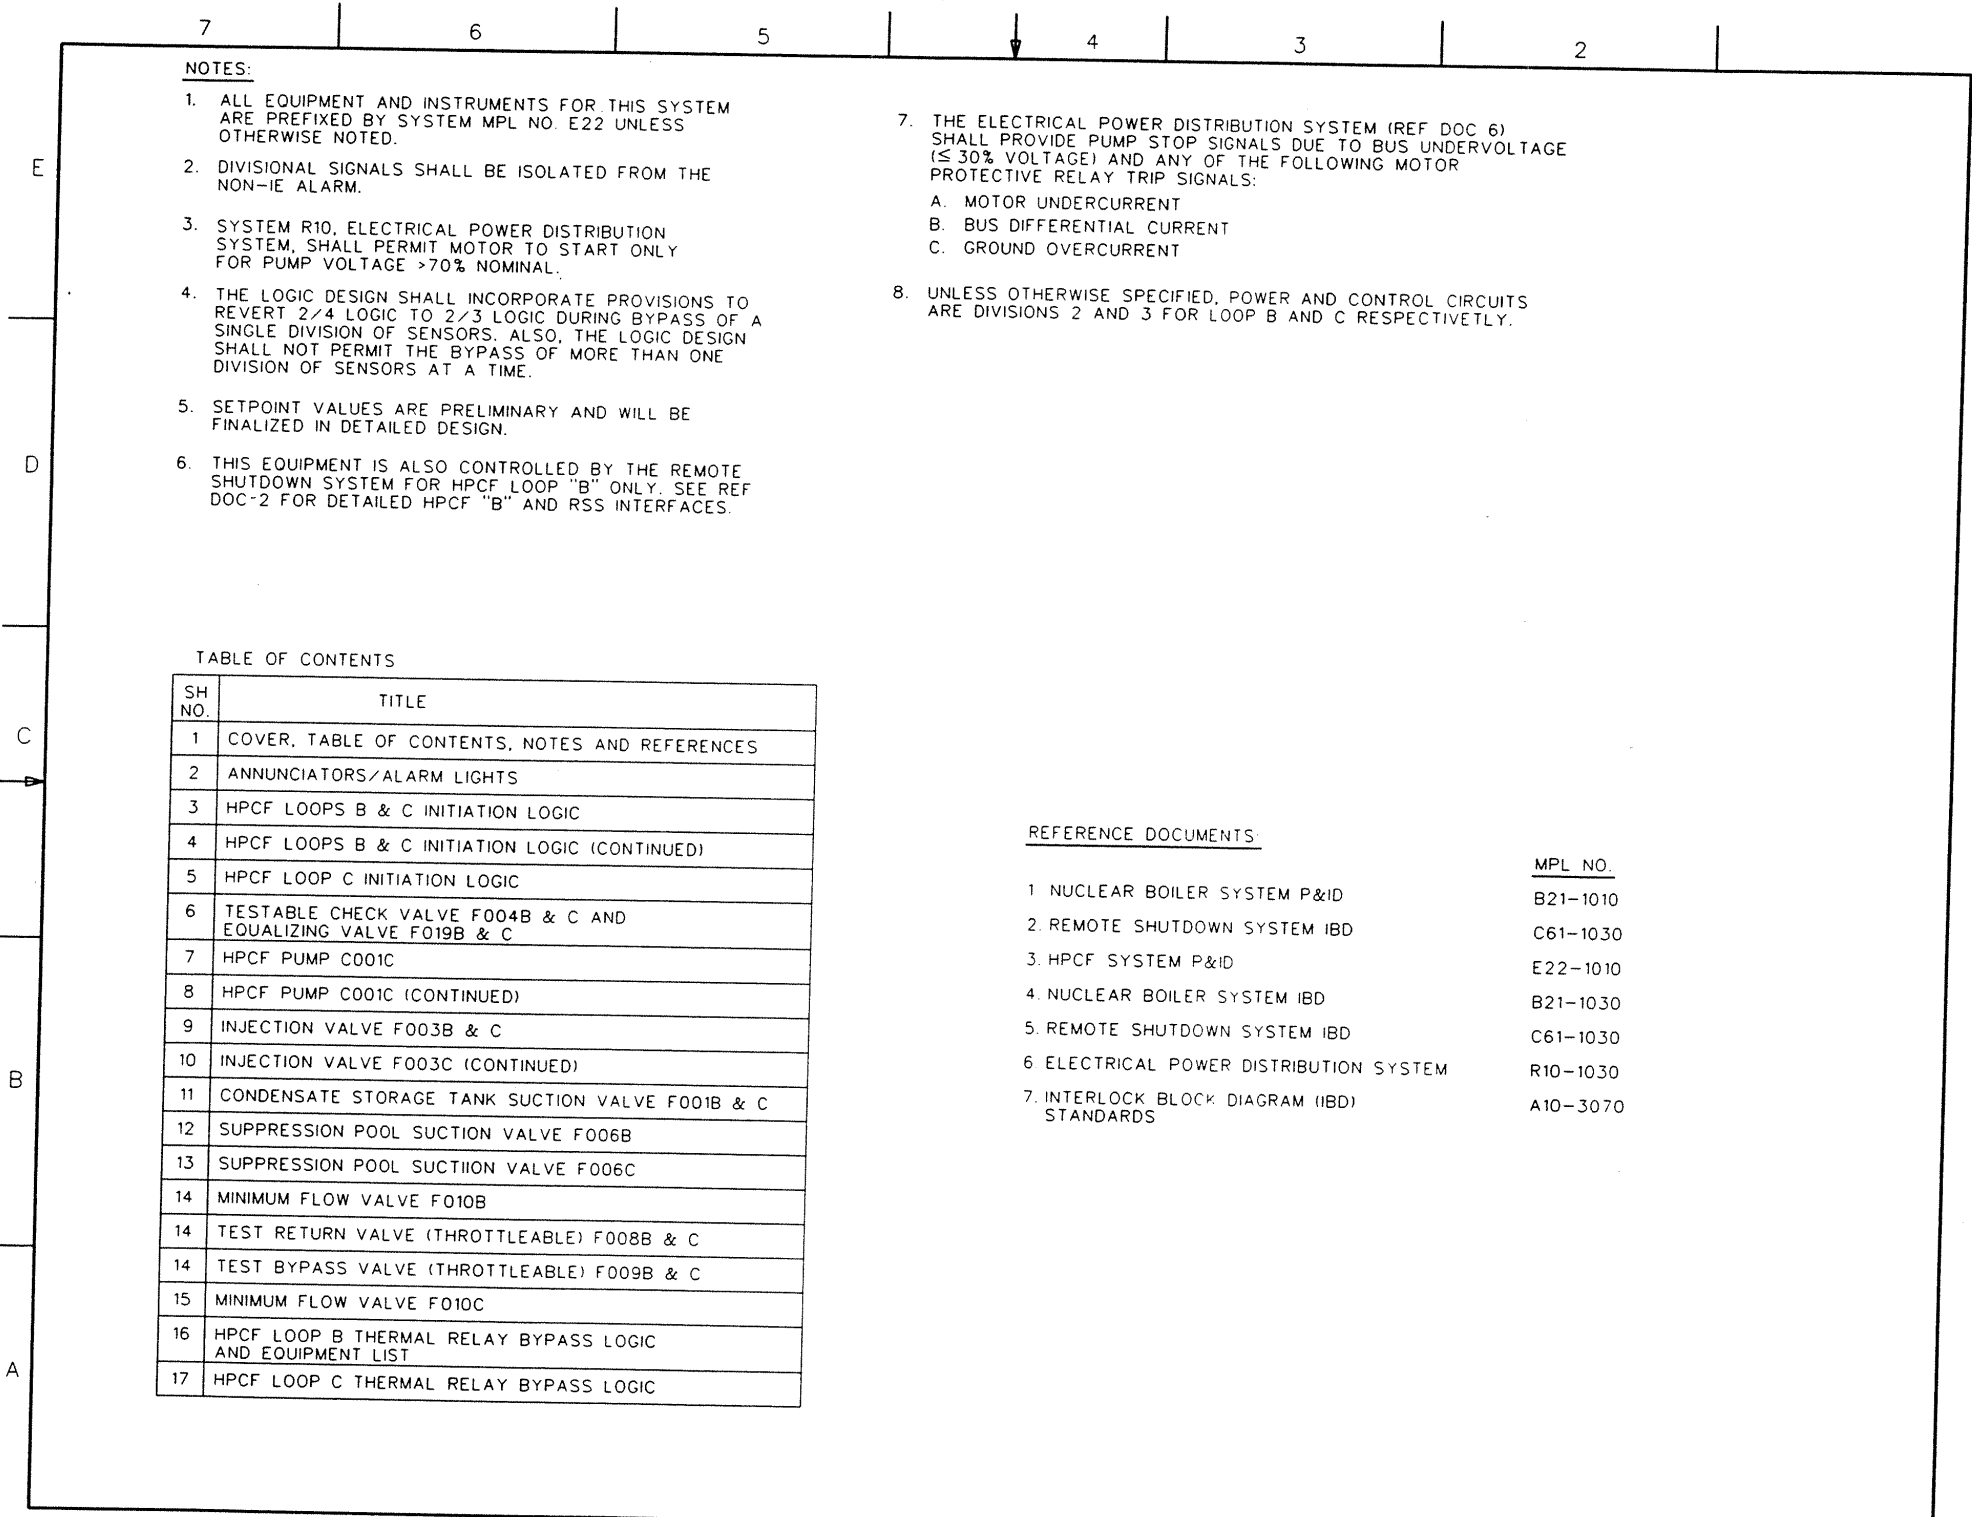 7 6 5 4 3 2
NOTES:
1. ALL EQUIPMENT AND INSTRUMENTS FOR THIS SYSTEM
ARE PREFIXED BY SYSTEM MPL NO. E22 UNLESS
OTHERWISE NOTED.
2. DIVISIONAL SIGNALS SHALL BE ISOLATED FROM THE
NON-IE ALARM.
3. SYSTEM R10, ELECTRICAL POWER DISTRIBUTION
SYSTEM, SHALL PERMIT MOTOR TO START ONLY
FOR PUMP VOLTAGE >70% NOMINAL.
4. THE LOGIC DESIGN SHALL INCORPORATE PROVISIONS TO
REVERT 2/4 LOGIC TO 2/3 LOGIC DURING BYPASS OF A
SINGLE DIVISION OF SENSORS. ALSO, THE LOGIC DESIGN
SHALL NOT PERMIT THE BYPASS OF MORE THAN ONE
DIVISION OF SENSORS AT A TIME.
5. SETPOINT VALUES ARE PRELIMINARY AND WILL BE
FINALIZED IN DETAILED DESIGN.
6. THIS EQUIPMENT IS ALSO CONTROLLED BY THE REMOTE
SHUTDOWN SYSTEM FOR HPCF LOOP "B" ONLY. SEE REF
DOC-2 FOR DETAILED HPCF "B" AND RSS INTERFACES.
7. THE ELECTRICAL POWER DISTRIBUTION SYSTEM (REF DOC 6)
SHALL PROVIDE PUMP STOP SIGNALS DUE TO BUS UNDERVOLTAGE
(≤ 30% VOLTAGE) AND ANY OF THE FOLLOWING MOTOR
PROTECTIVE RELAY TRIP SIGNALS:
A. MOTOR UNDERCURRENT
B. BUS DIFFERENTIAL CURRENT
C. GROUND OVERCURRENT
8. UNLESS OTHERWISE SPECIFIED, POWER AND CONTROL CIRCUITS
ARE DIVISIONS 2 AND 3 FOR LOOP B AND C RESPECTIVETLY.
E
D
C
B
A
TABLE OF CONTENTS
SH NO. TITLE
1 COVER, TABLE OF CONTENTS, NOTES AND REFERENCES
2 ANNUNCIATORS/ALARM LIGHTS
3 HPCF LOOPS B & C INITIATION LOGIC
4 HPCF LOOPS B & C INITIATION LOGIC (CONTINUED)
5 HPCF LOOP C INITIATION LOGIC
6 TESTABLE CHECK VALVE F004B & C AND
EQUALIZING VALVE F019B & C
7 HPCF PUMP C001C
8 HPCF PUMP C001C (CONTINUED)
9 INJECTION VALVE F003B & C
10 INJECTION VALVE F003C (CONTINUED)
11 CONDENSATE STORAGE TANK SUCTION VALVE F001B & C
12 SUPPRESSION POOL SUCTION VALVE F006B
13 SUPPRESSION POOL SUCTIION VALVE F006C
14 MINIMUM FLOW VALVE F010B
14 TEST RETURN VALVE (THROTTLEABLE) F008B & C
14 TEST BYPASS VALVE (THROTTLEABLE) F009B & C
15 MINIMUM FLOW VALVE F010C
16 HPCF LOOP B THERMAL RELAY BYPASS LOGIC
AND EQUIPMENT LIST
17 HPCF LOOP C THERMAL RELAY BYPASS LOGIC
REFERENCE DOCUMENTS:
MPL NO.
1 NUCLEAR BOILER SYSTEM P&ID B21-1010
2. REMOTE SHUTDOWN SYSTEM IBD C61-1030
3. HPCF SYSTEM P&ID E22-1010
4. NUCLEAR BOILER SYSTEM IBD B21-1030
5. REMOTE SHUTDOWN SYSTEM IBD C61-1030
6 ELECTRICAL POWER DISTRIBUTION SYSTEM R10-1030
7. INTERLOCK BLOCK DIAGRAM (IBD) A10-3070
STANDARDS